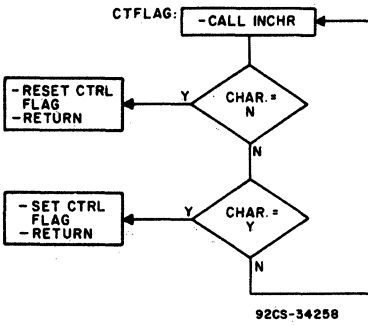 CTFLAG:
-CALL INCHR
Y
CHAR.=
N
-RESET CTRL
FLAG
-RETURN
N
Y
CHAR.=
Y
-SET CTRL
FLAG
-RETURN
N
92CS-34258